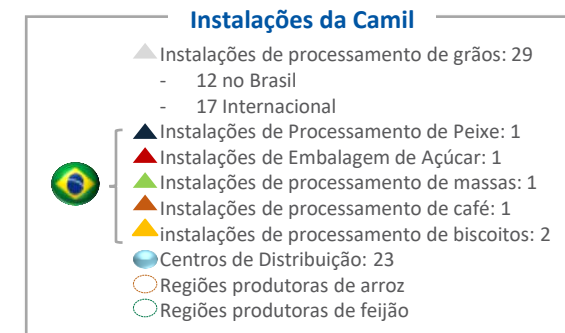 Instalações da Camil
Instalações de processamento de grãos: 29
- 12 no Brasil
- 17 Internacional
Instalações de Processamento de Peixe: 1
Instalações de Embalagem de Açúcar: 1
Instalações de processamento de massas: 1
Instalações de processamento de café: 1
instalações de processamento de biscoitos: 2
Centros de Distribuição: 23
Regiões produtoras de arroz
Regiões produtoras de feijão